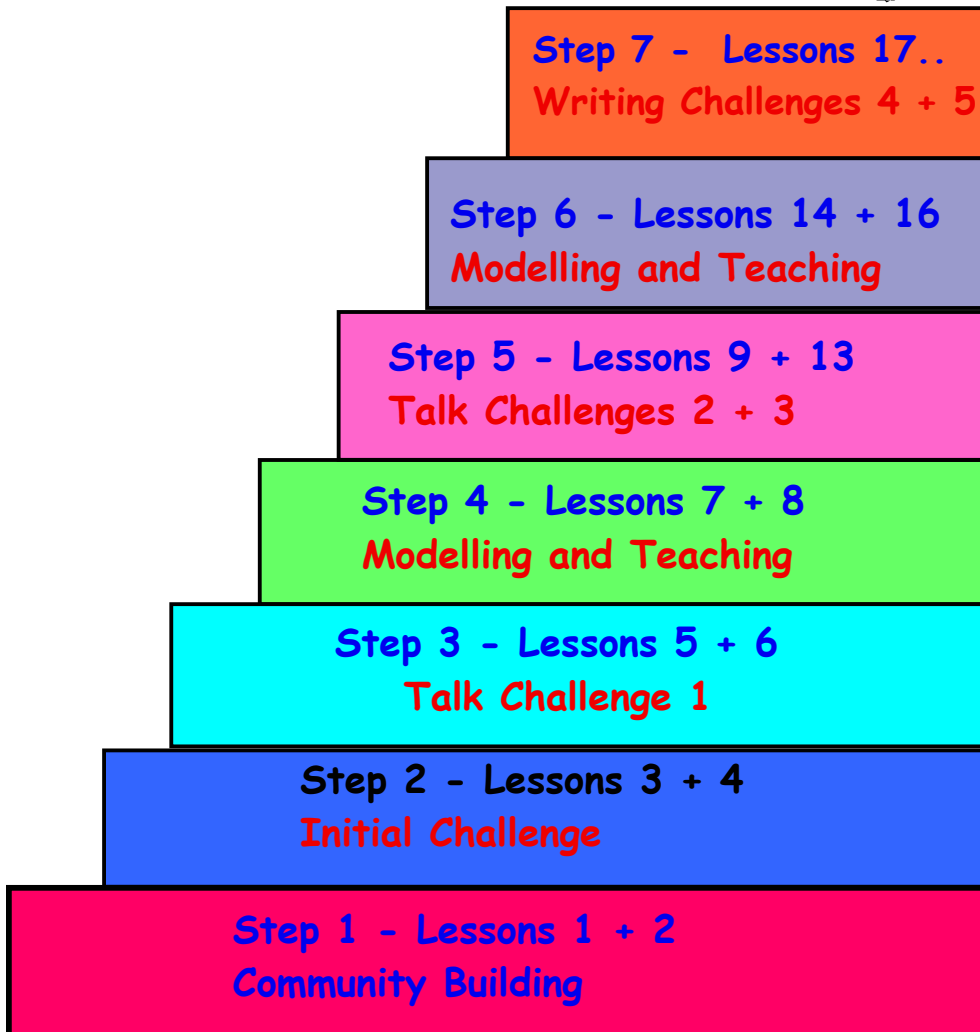 Step 7 - Lessons 17..
Writing Challenges 4 + 5
Step 6 - Lessons 14 + 16
Modelling and Teaching
Step 5 - Lessons 9 + 13
Talk Challenges 2 + 3
Step 4 - Lessons 7 + 8
Modelling and Teaching
Step 3 - Lessons 5 + 6
Talk Challenge 1
Step 2 - Lessons 3 + 4
Initial Challenge
Step 1 - Lessons 1 + 2
Community Building